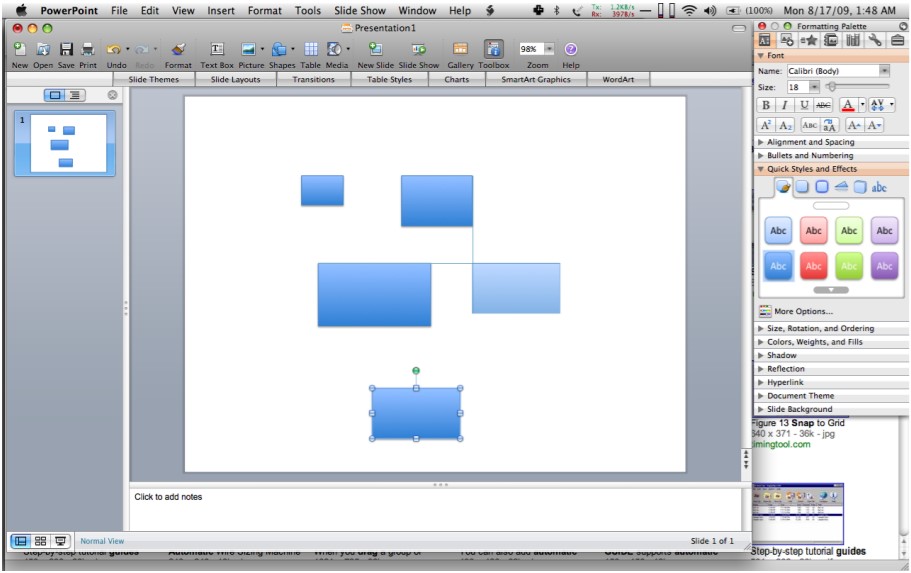 PowerPoint File Edit View Insert Format Tools Slide Show Window Help Tx: 1.2KB/s (100%) Mon 8/17/09, 1:48 AM
Rx: 397B/s
Presentation1
98%
New Open Save Print Undo Redo Format Text Box Picture Shapes Table Media New Slide Slide Show Gallery Toolbox Zoom Help
Slide Themes Slide Layouts Transitions Table Styles Charts SmartArt Graphics WordArt
1
Click to add notes
Normal View Slide 1 of 1
Formatting Palette
Font
Name: Calibri (Body)
Size: 18
B I U ABC A AV
A² A₂ ABC aA A A
Alignment and Spacing
Bullets and Numbering
Quick Styles and Effects
abc
Abc Abc Abc Abc
Abc Abc Abc Abc
More Options...
Size, Rotation, and Ordering
Colors, Weights, and Fills
Shadow
Reflection
Hyperlink
Document Theme
Slide Background
Figure 13 Snap to Grid
640 x 371 - 36k - jpg
timingtool.com
Step-by-step tutorial guides Automatic Wire Sizing machine When you drag a group or You can also add automatic GUIDE supports automatic Step-by-step tutorial guides